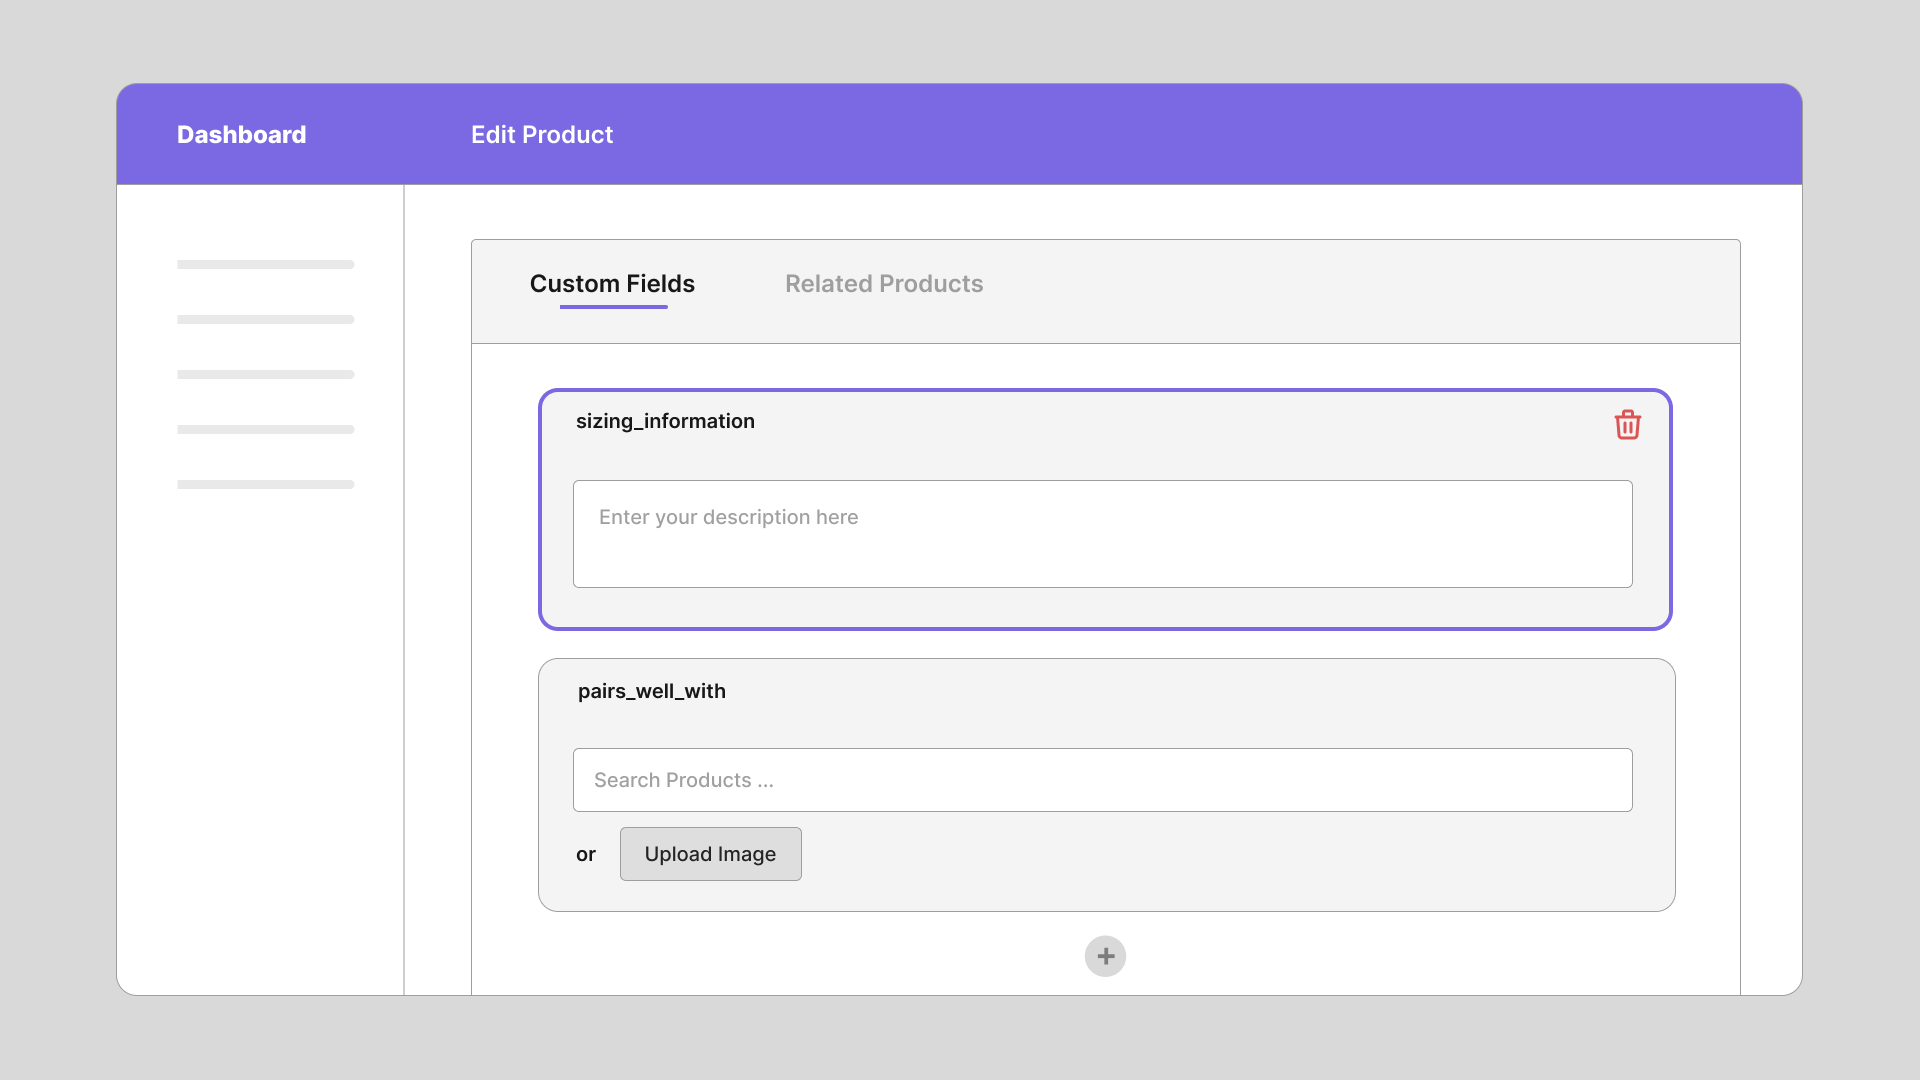 Dashboard
Edit Product
Custom Fields
Related Products
sizing_information
Enter your description here
pairs_well_with
Search Products ...
or
Upload Image